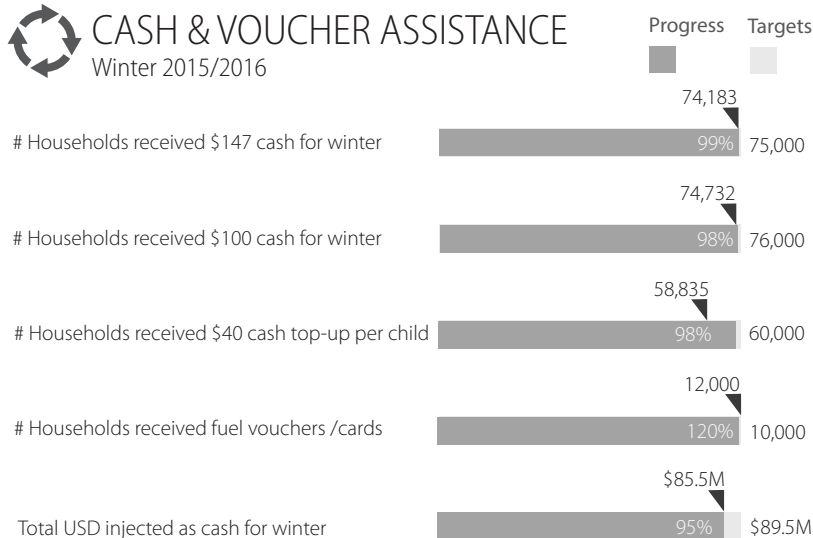 CASH & VOUCHER ASSISTANCE
Winter 2015/2016
Progress Targets
74,183
# Households received $147 cash for winter 99% 75,000
74,732
# Households received $100 cash for winter 98% 76,000
58,835
# Households received $40 cash top-up per child 98% 60,000
12,000
# Households received fuel vouchers /cards 120% 10,000
$85.5M
Total USD injected as cash for winter 95% $89.5M